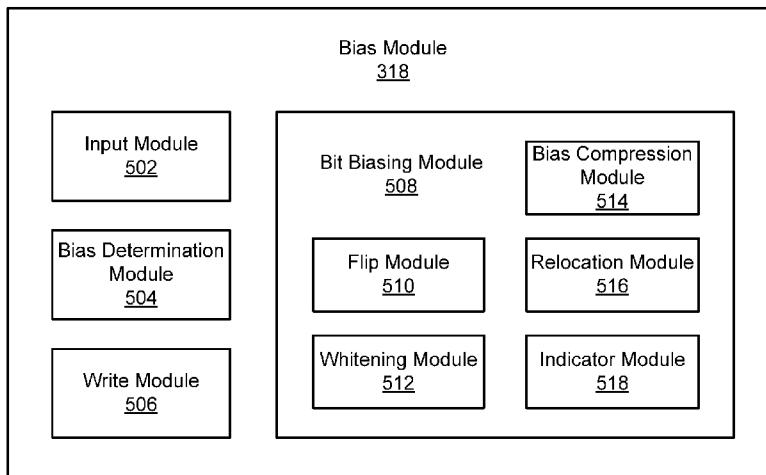 Bias Module
318
Input Module
502
Bias Determination
Module
504
Write Module
506
Bit Biasing Module
508
Bias Compression
Module
514
Flip Module
510
Relocation Module
516
Whitening Module
512
Indicator Module
518